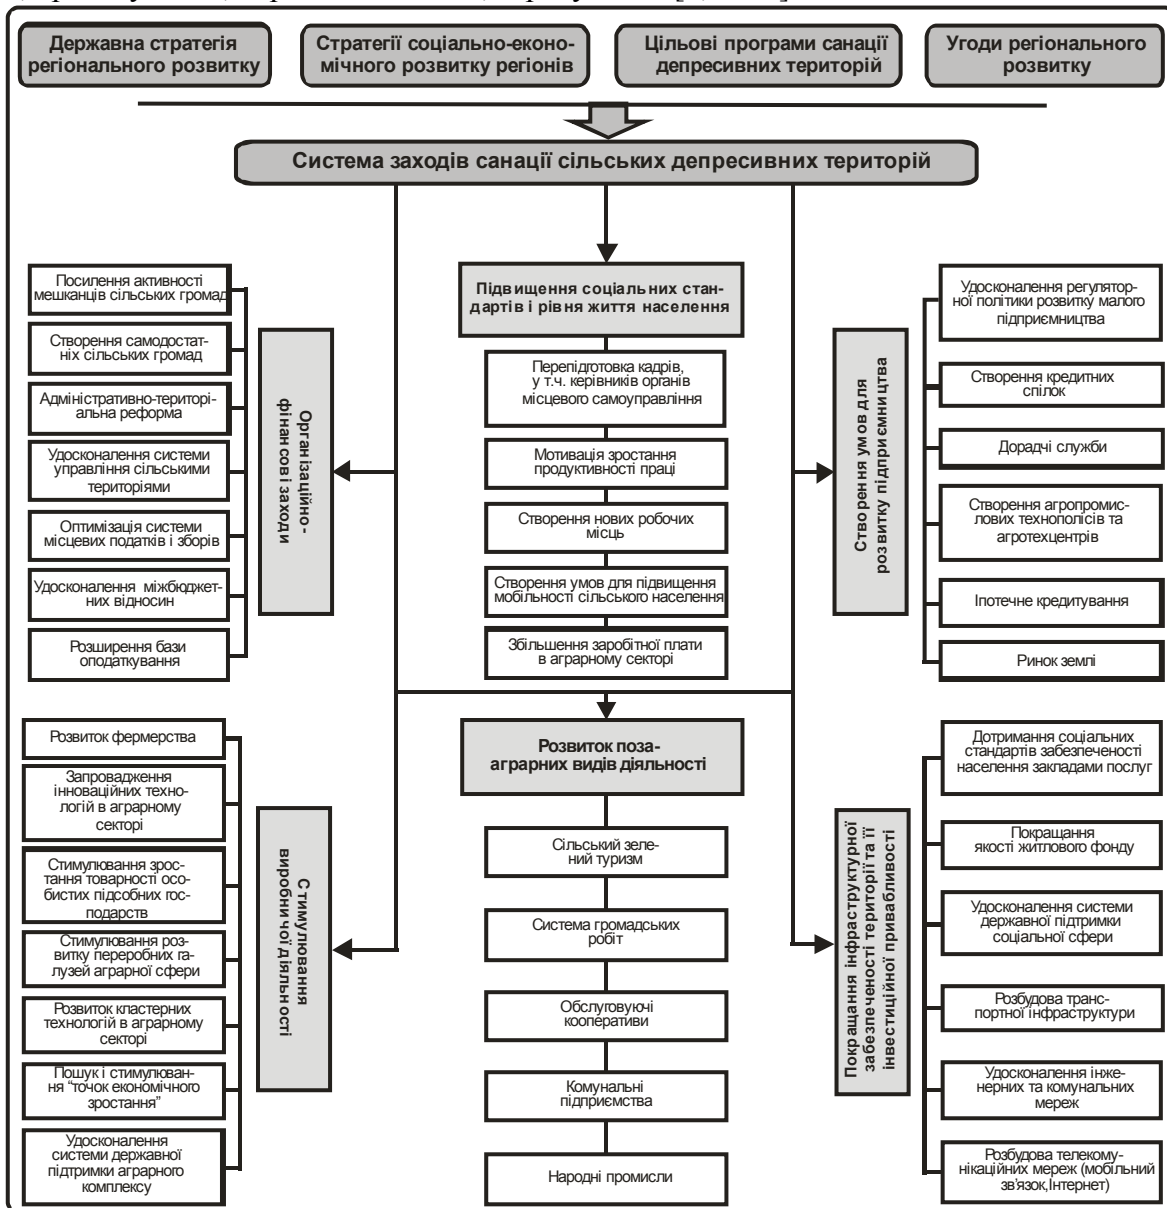 Державна стратегія
регіонального розвитку
Стратегії соціально-еконо-
мічного розвитку регіонів
Цільові програми санації
депресивних територій
Угоди регіонального
розвитку
Система заходів санації сільських депресивних територій
Посилення активності
мешканців сільських громад
Створення самодостат-
ніх сільських громад
Адміністративно-територі-
альна реформа
Удосконалення системи
управління сільськими
територіями
Оптимізація системи
місцевих податків і зборів
Удосконалення міжбюджет-
них відносин
Розширення бази
оподаткування
Організаційно-
фінансові заходи
Підвищення соціальних стан-
дартів і рівня життя населення
Перепідготовка кадрів,
у т.ч. керівників органів
місцевого самоуправління
Мотивація зростання
продуктивності праці
Створення нових робочих
місць
Створення умов для підвищення
мобільності сільського населення
Збільшення заробітної плати
в аграрному секторі
Створення умов для
розвитку підприємництва
Удосконалення регулятор-
ної політики розвитку малого
підприємництва
Створення кредитних
спілок
Дорадчі служби
Створення агропромис-
лових технополісів та
агротехцентрів
Іпотечне кредитування
Ринок землі
Розвиток фермерства
Запровадження
інноваційних техно-
логій в аграрному
секторі
Стимулювання зрос-
тання товарності осо-
бистих підсобних гос-
подарств
Стимулювання роз-
витку переробних га-
лузей аграрної сфери
Розвиток кластерних
технологій в аграрному
секторі
Пошук і стимулювання
“точок економічного
зростання”
Удосконалення
системи державної
підтримки аграрного
комплексу
Стимулювання
виробничої діяльності
Розвиток поза-
аграрних видів діяльності
Сільський зеле-
ний туризм
Система громадських
робіт
Обслуговуючі
кооперативи
Комунальні
підприємства
Народні промисли
Покращання інфраструктурної
забезпеченості території та її
інвестиційної привабливості
Дотримання соціальних
стандартів забезпеченості
населення закладами послуг
Покращання
якості житлового фонду
Удосконалення системи
державної підтримки
соціальної сфери
Розбудова транс-
портної інфраструктури
Удосконалення інже-
нерних та комунальних
мереж
Розбудова телекому-
нікаційних мереж (мобільний
зв'язок,Інтернет)